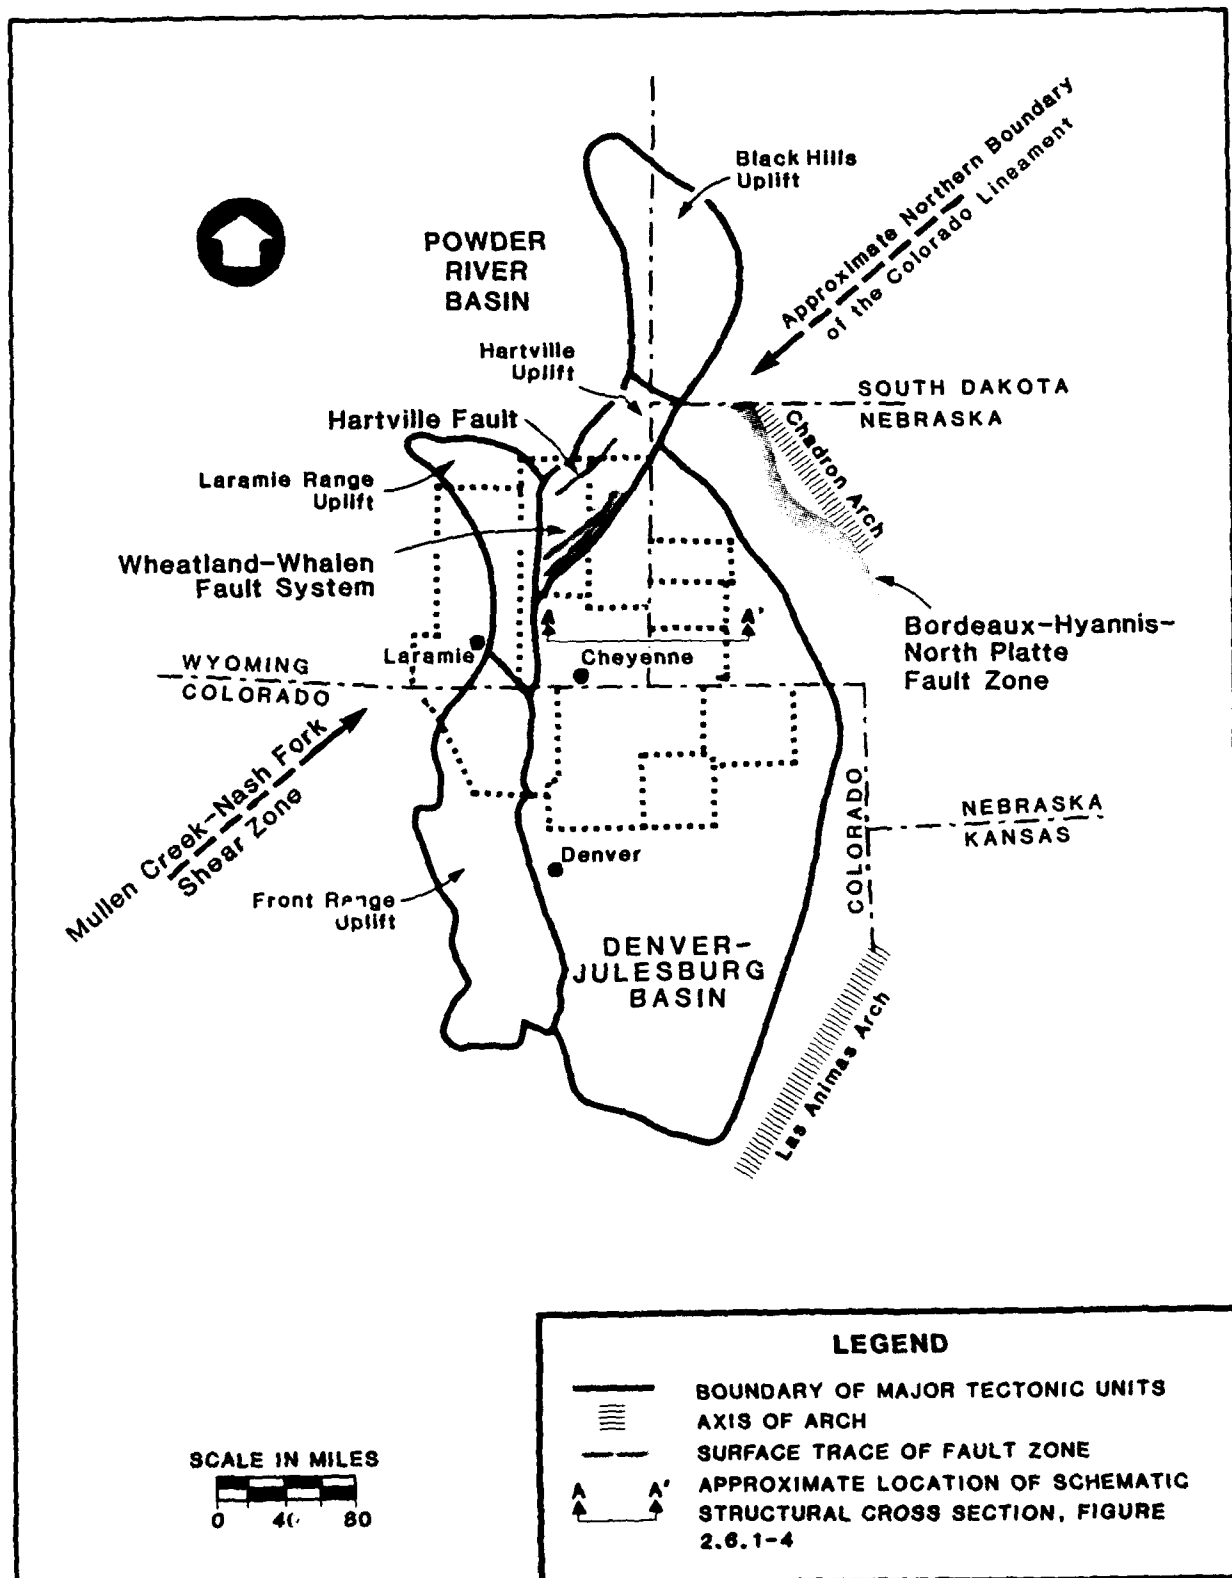 Black Hills
Uplift
Approximate Northern Boundary
of the Colorado Lineament
POWDER
RIVER
BASIN
Hartville
Uplift
SOUTH DAKOTA
NEBRASKA
Hartville Fault
Chadron Arch
Laramie Range
Uplift
Wheatland-Whalen
Fault System
A A'
Bordeaux-Hyannis-
North Platte
Fault Zone
Laramie
Cheyenne
WYOMING
COLORADO
Mullen Creek-Nash Fork
Shear Zone
COLORADO
NEBRASKA
KANSAS
Denver
Front Range
Uplift
DENVER-
JULESBURG
BASIN
Las Animas Arch
LEGEND
BOUNDARY OF MAJOR TECTONIC UNITS
AXIS OF ARCH
SURFACE TRACE OF FAULT ZONE
A A' APPROXIMATE LOCATION OF SCHEMATIC
STRUCTURAL CROSS SECTION, FIGURE
2.6.1-4
SCALE IN MILES
0 40 80